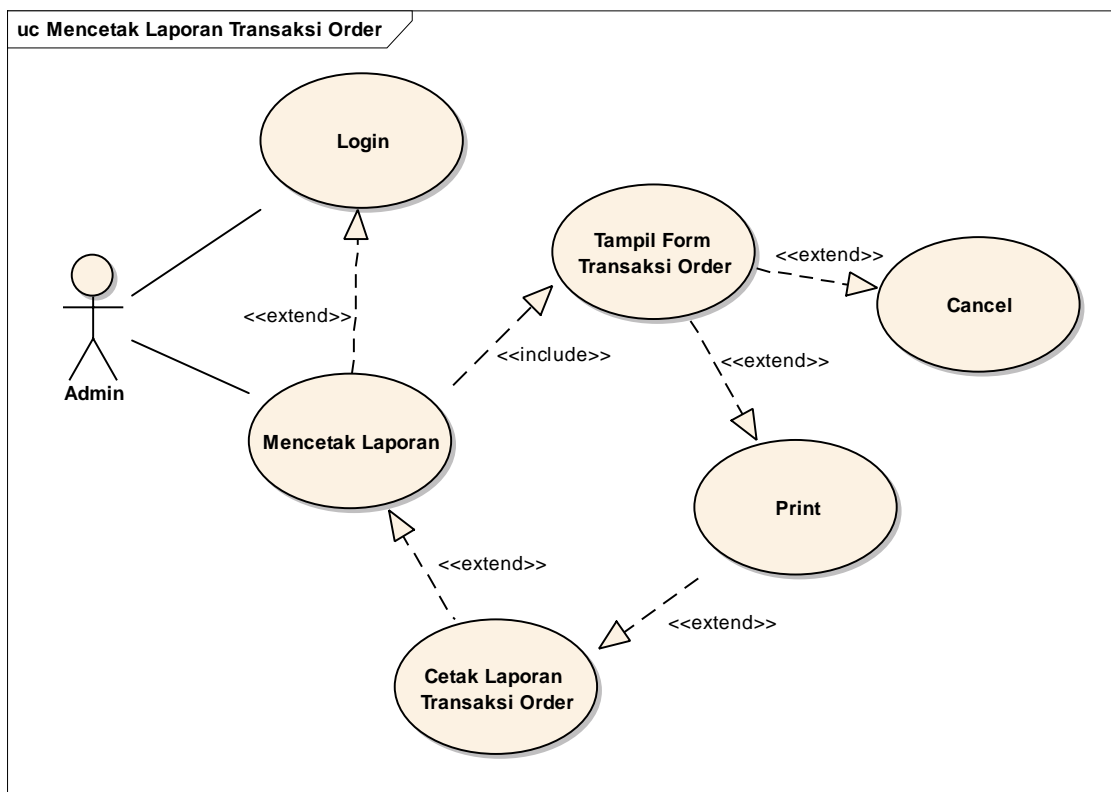 uc Mencetak Laporan Transaksi Order
Login
Tampil Form
Transaksi Order
<<extend>>
Cancel
<<extend>>
<<include>>
<<extend>>
Admin
Mencetak Laporan
Print
<<extend>>
<<extend>>
Cetak Laporan
Transaksi Order